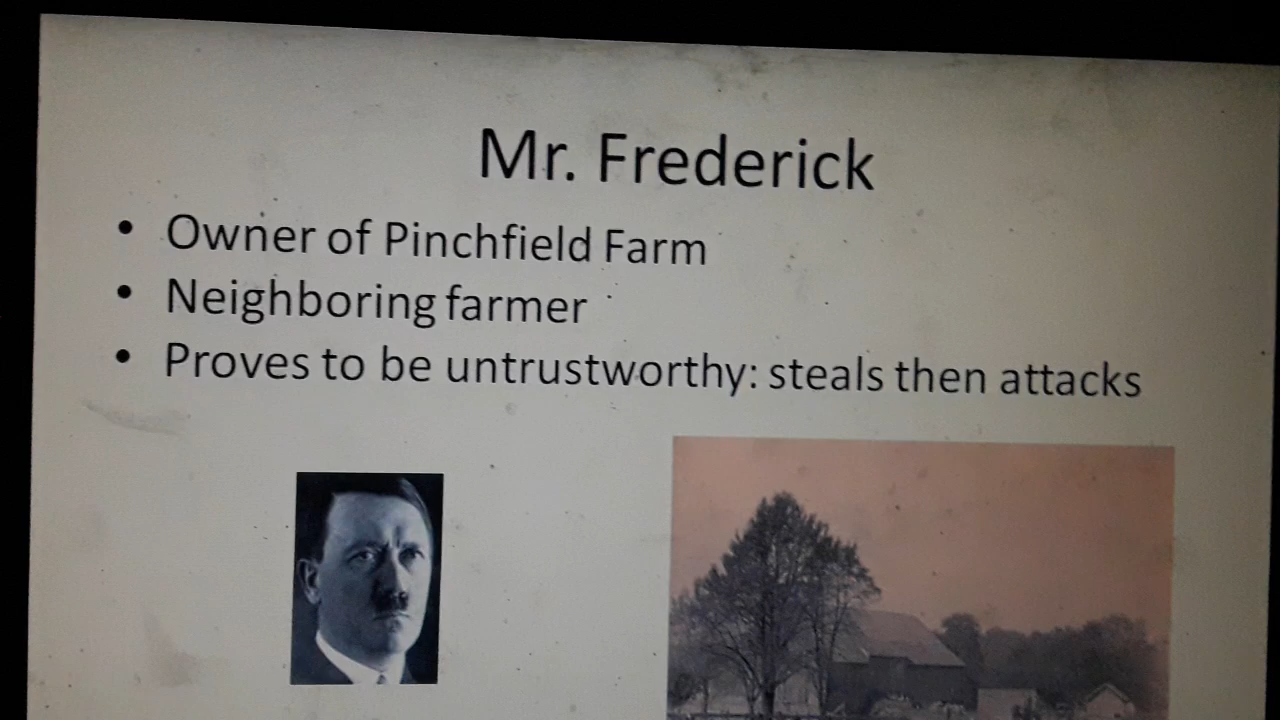 Mr. Frederick
• Owner of Pinchfield Farm
• Neighboring farmer
• Proves to be untrustworthy: steals then attacks